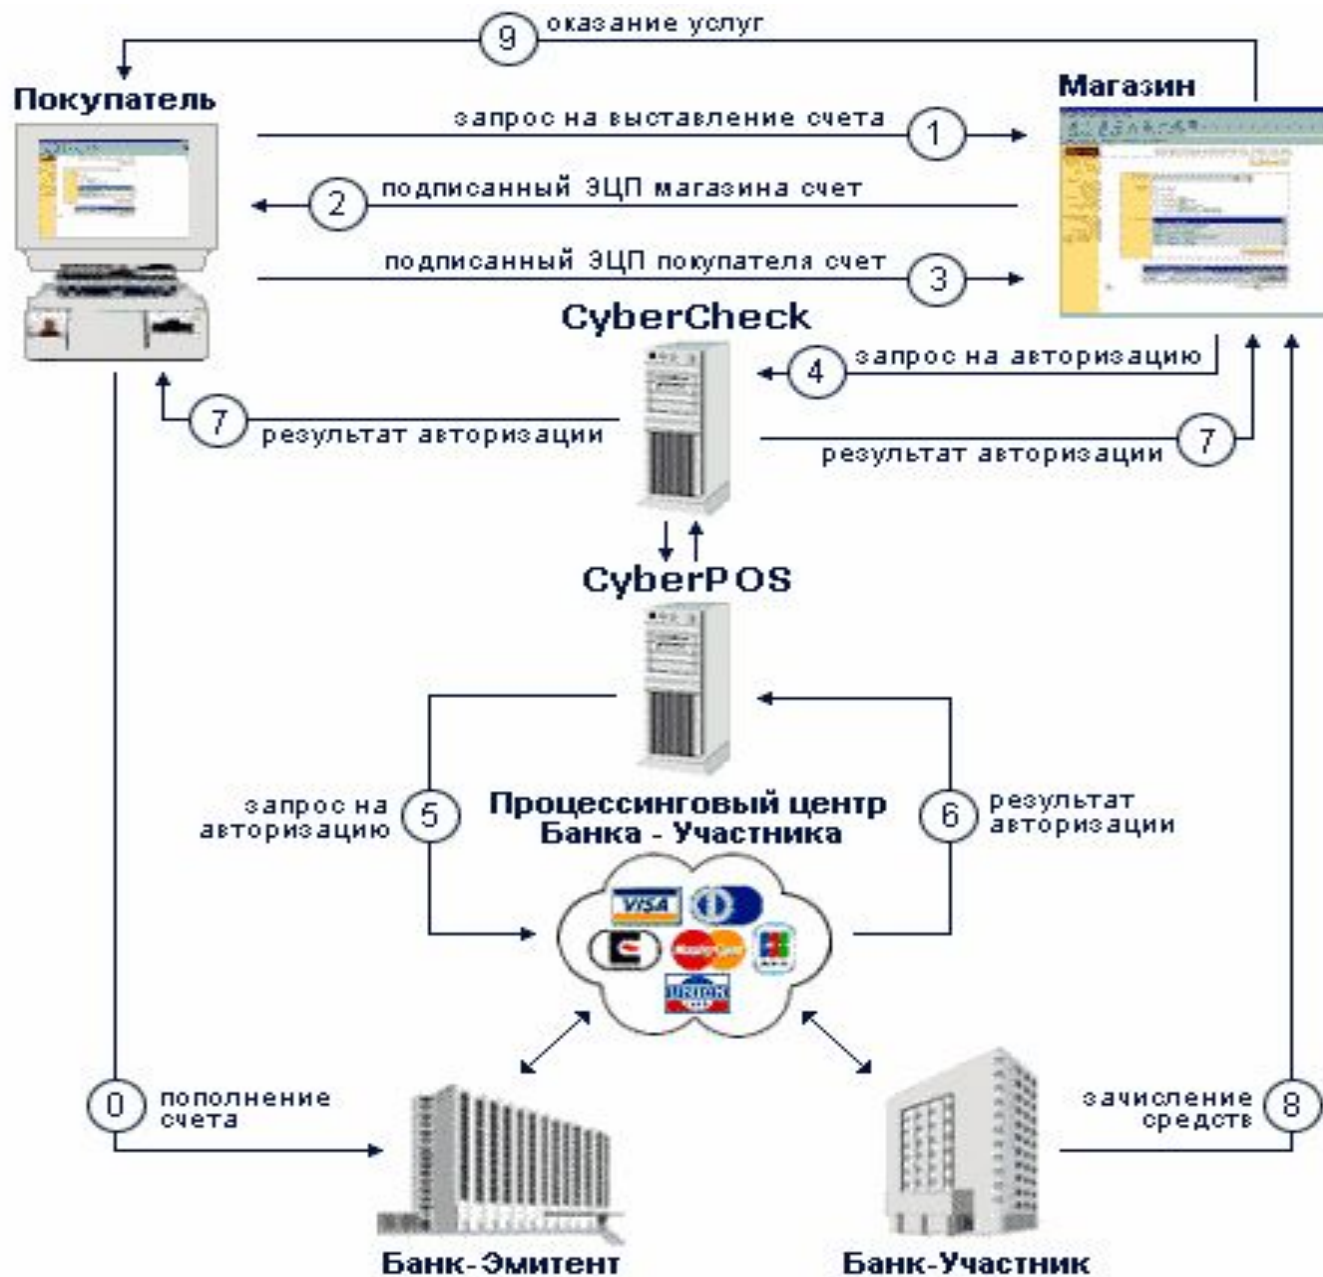 9 оказание услуг
Покупатель
Магазин
запрос на выставление счета 1
2 подписанный ЭЦП магазина счет
подписанный ЭЦП покупателя счет 3
CyberCheck
4 запрос на авторизацию
7 результат авторизации
результат авторизации 7
CyberPOS
запрос на
авторизацию
5
Процессинговый центр
Банка - Участника
6
результат
авторизации
VISA
0
пополнение
счета
зачисление
средств
8
Банк-Эмитент
Банк-Участник